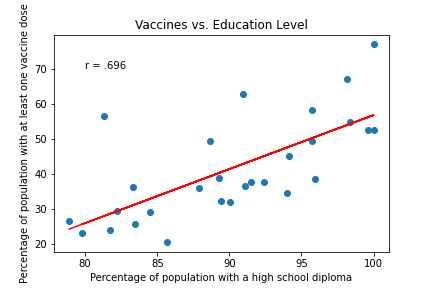 Vaccines vs. Education Level
Percentage of population with at least one vaccine dose
70
60
50
40
30
20
r = .696
80
85
90
95
100
Percentage of population with a high school diploma